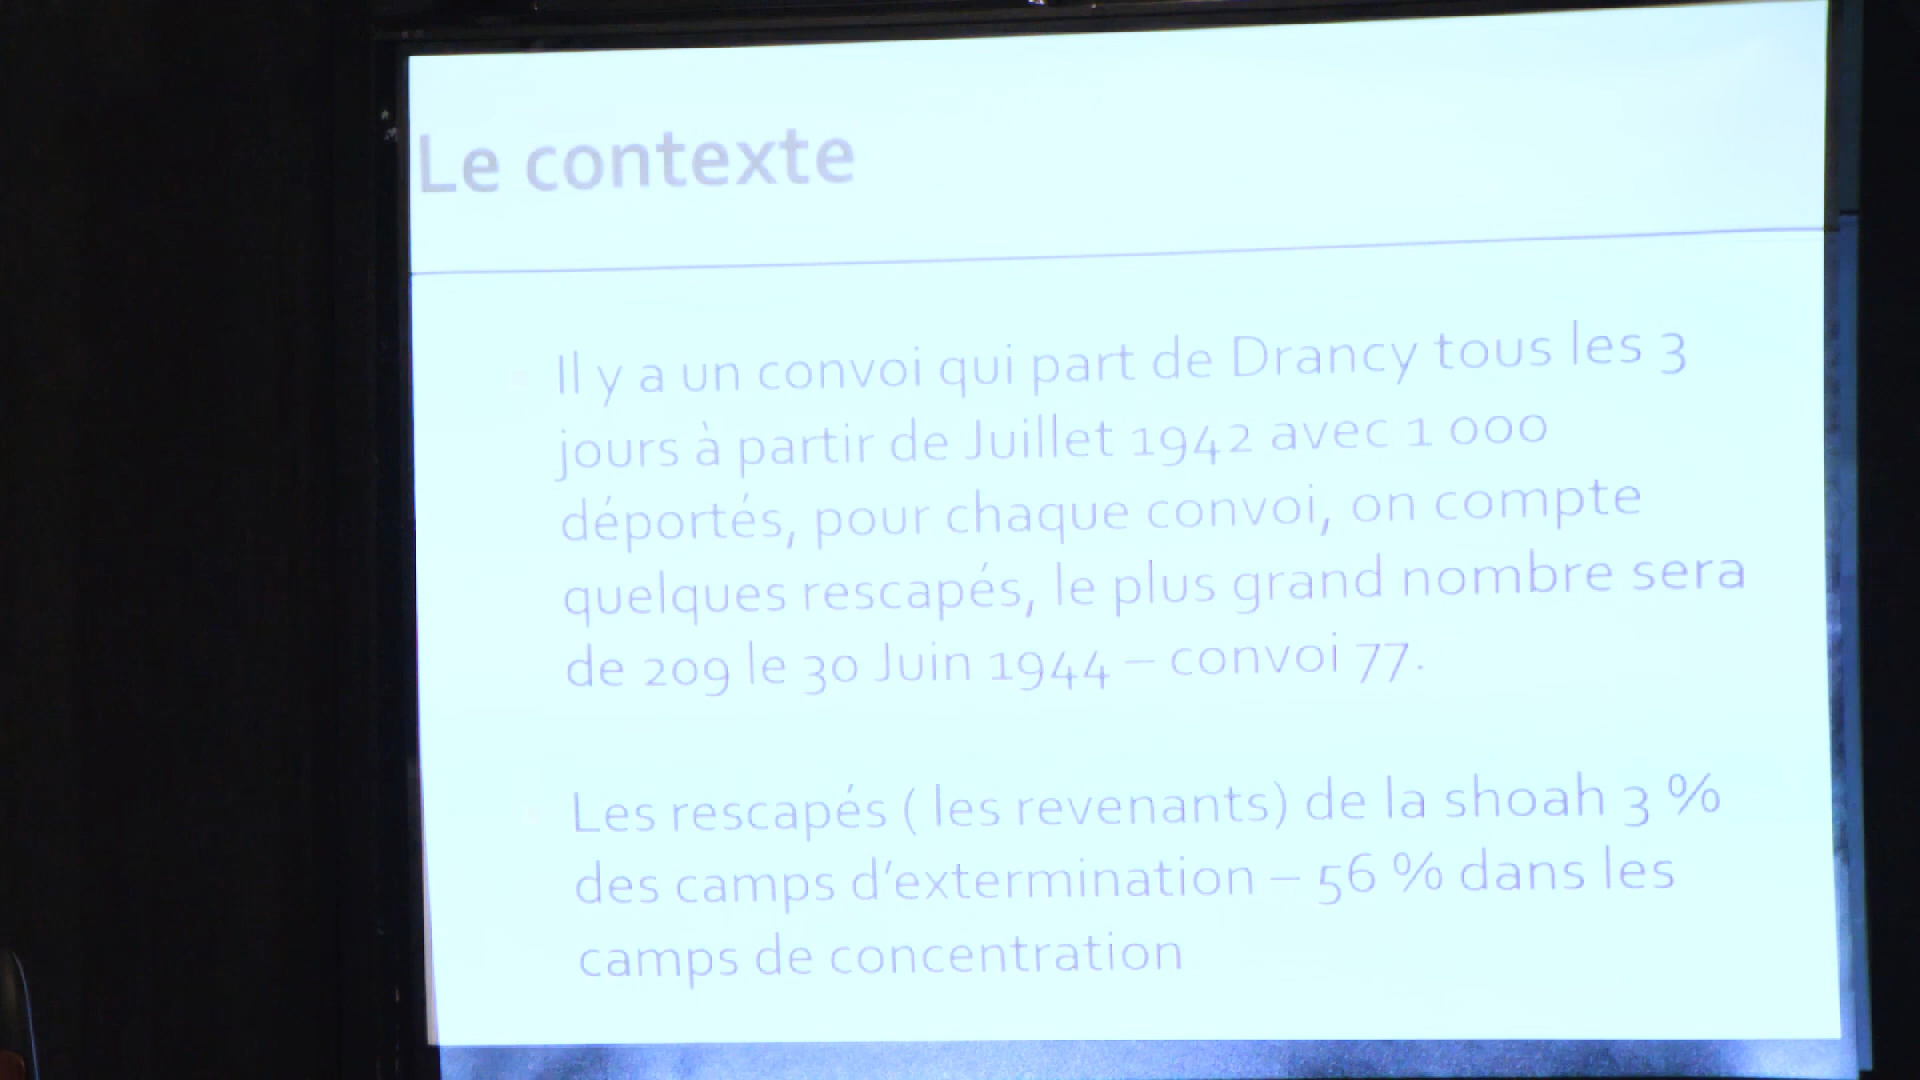 Le contexte
Il y a un convoi qui part de Drancy tous les 3
jours à partir de Juillet 1942 avec 1 000
déportés, pour chaque convoi, on compte
quelques rescapés, le plus grand nombre sera
de 209 le 30 Juin 1944 – convoi 77.
Les rescapés ( les revenants) de la shoah 3 %
des camps d'extermination – 56 % dans les
camps de concentration